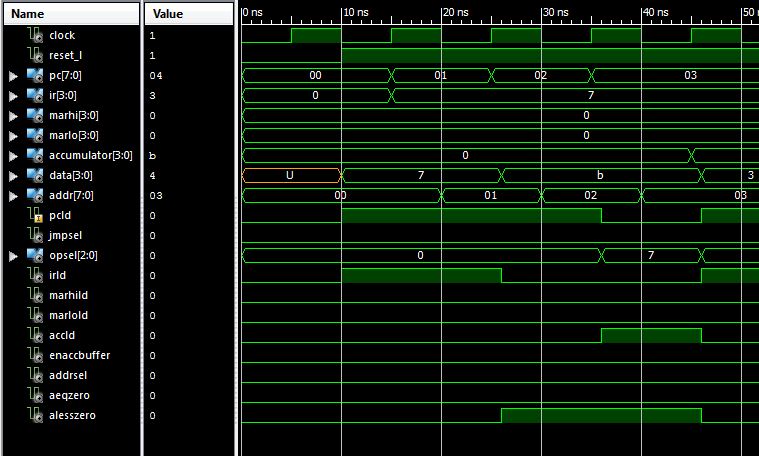 Name Value 0 ns 10 ns 20 ns 30 ns 40 ns 50 n
clock 1
reset_l 1
pc[7:0] 04 00 01 02 03
ir[3:0] 3 0 7
marhi[3:0] 0 0
marlo[3:0] 0 0
accumulator[3:0] b 0
data[3:0] 4 U 7 b 3
addr[7:0] 03 00 01 02 03
pcld 0
jmpsel 0
opsel[2:0] 0 0 7
irld 0
marhild 0
marlold 0
accld 0
enaccbuffer 0
addrsel 0
aeqzero 0
alesszero 0